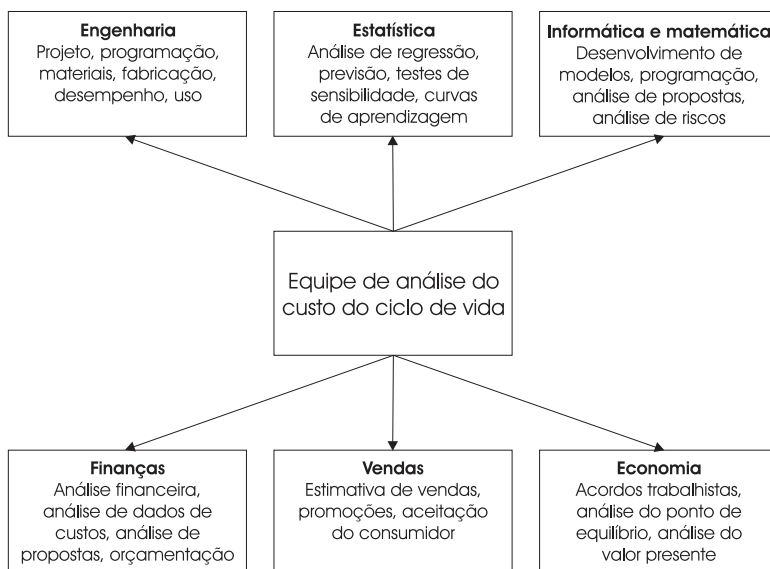 Engenharia
Projeto, programação,
materiais, fabricação,
desempenho, uso
Estatística
Análise de regressão,
previsão, testes de
sensibilidade, curvas
de aprendizagem
Informática e matemática
Desenvolvimento de
modelos, programação,
análise de propostas,
análise de riscos
Equipe de análise do
custo do ciclo de vida
Finanças
Análise financeira,
análise de dados de
custos, análise de
propostas, orçamentação
Vendas
Estimativa de vendas,
promoções, aceitação
do consumidor
Economia
Acordos trabalhistas,
análise do ponto de
equilíbrio, análise do
valor presente